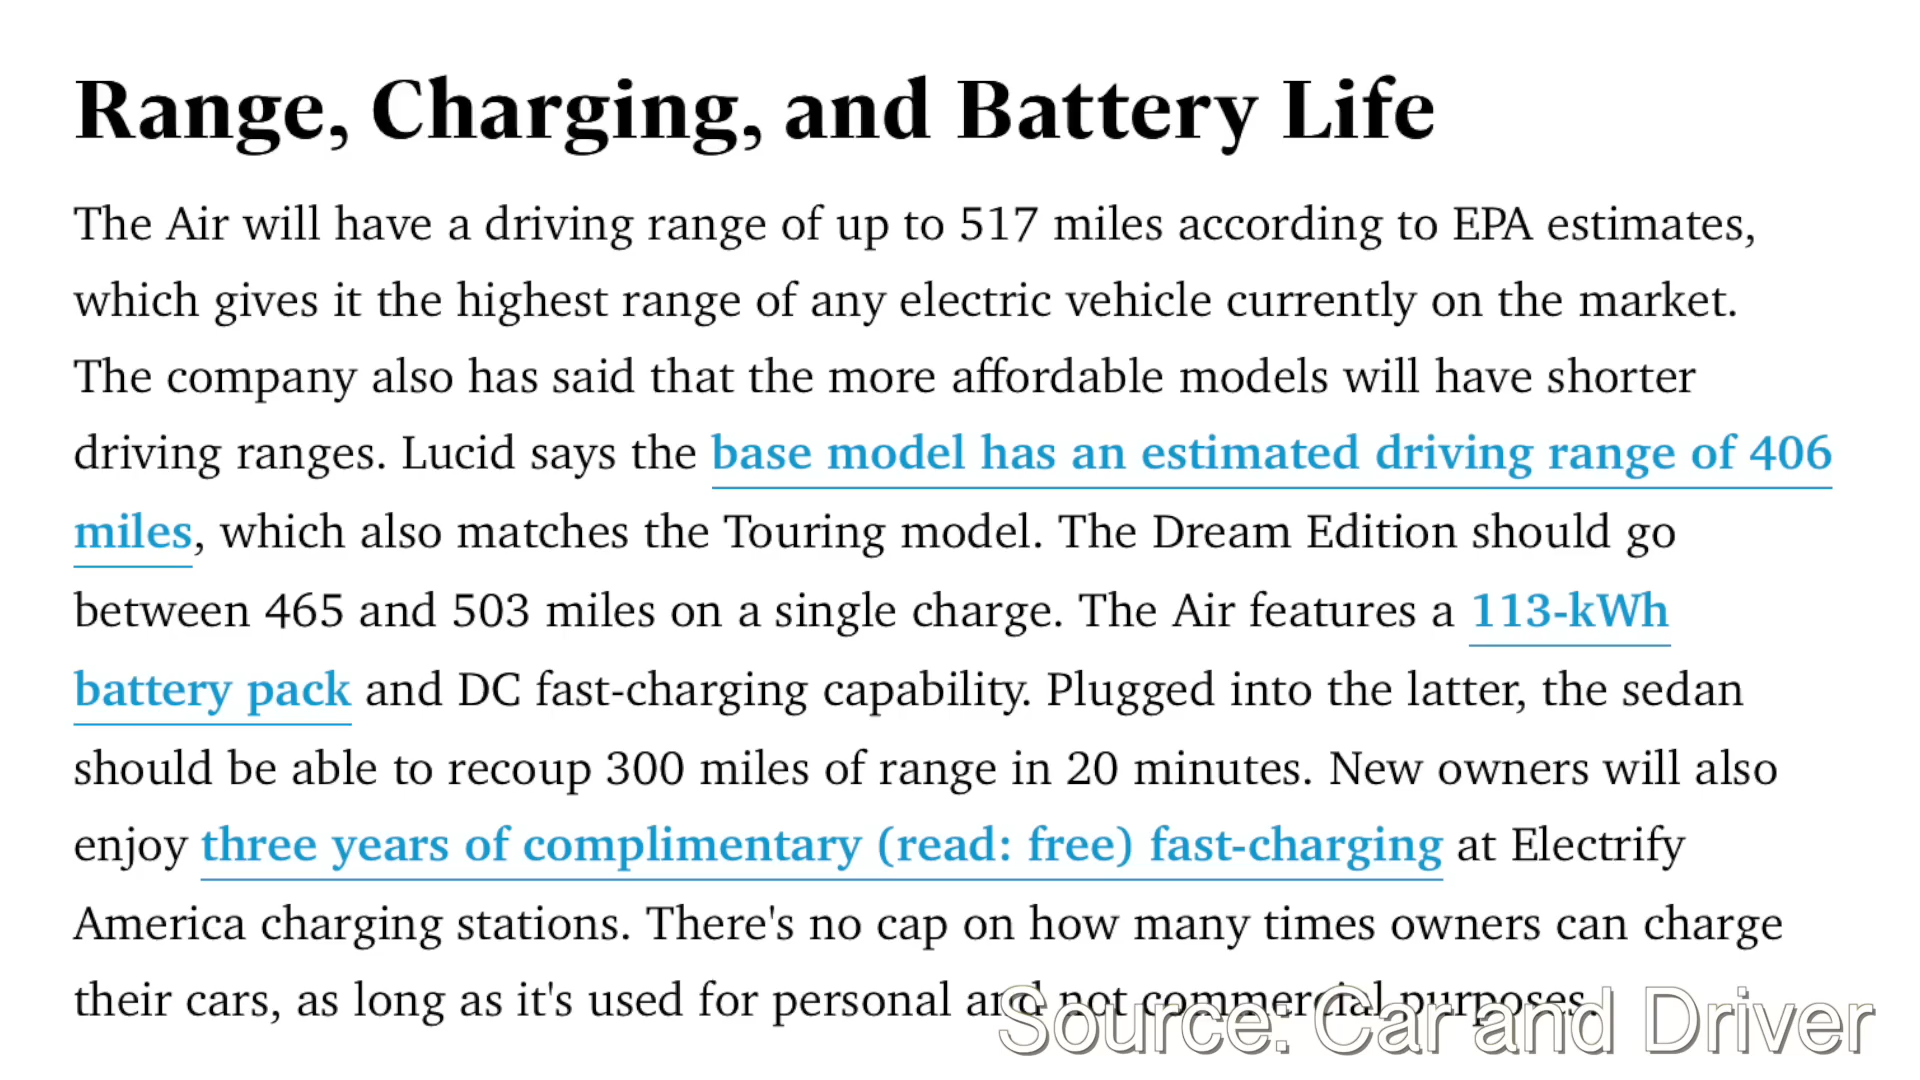 Range, Charging, and Battery Life
The Air will have a driving range of up to 517 miles according to EPA estimates,
which gives it the highest range of any electric vehicle currently on the market.
The company also has said that the more affordable models will have shorter
driving ranges. Lucid says the base model has an estimated driving range of 406
miles, which also matches the Touring model. The Dream Edition should go
between 465 and 503 miles on a single charge. The Air features a 113-kWh
battery pack and DC fast-charging capability. Plugged into the latter, the sedan
should be able to recoup 300 miles of range in 20 minutes. New owners will also
enjoy three years of complimentary (read: free) fast-charging at Electrify
America charging stations. There's no cap on how many times owners can charge
their cars, as long as it's used for personal and not commercial purposes.
Source: Car and Driver